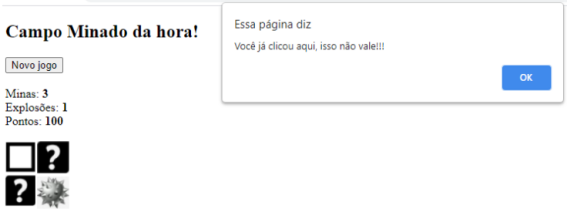 Campo Minado da hora!
Novo jogo
Minas: 3
Explosões: 1
Pontos: 100
?
?
Essa página diz
Você já clicou aqui, isso não vale!!!
OK